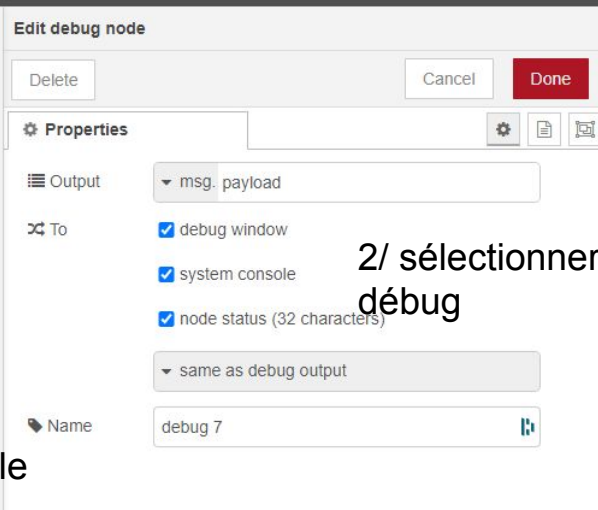 Edit debug node
Delete
Cancel
Done
Properties
Output
msg. payload
To
debug window
system console
node status (32 characters)
2/ sélectionner
débug
same as debug output
Name
debug 7
le